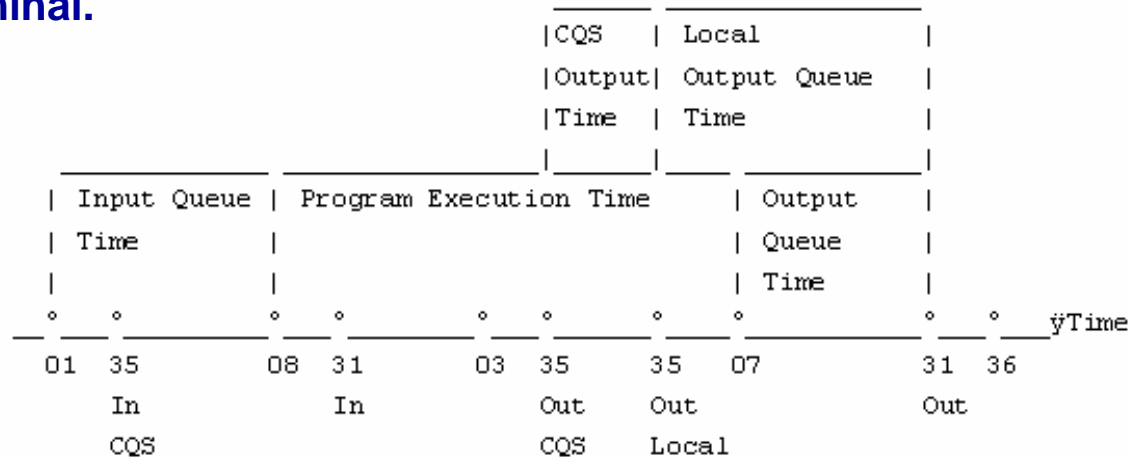 minal.
|CQS | Local |
|Output| Output Queue |
|Time | Time |
| Input Queue | Program Execution Time | Output |
| Time | | Queue |
| | | Time |
° ° ° ° ° ° ° ° ° ° ÿTime
01 35 08 31 03 35 35 07 31 36
In In Out Out Out
CQS CQS Local